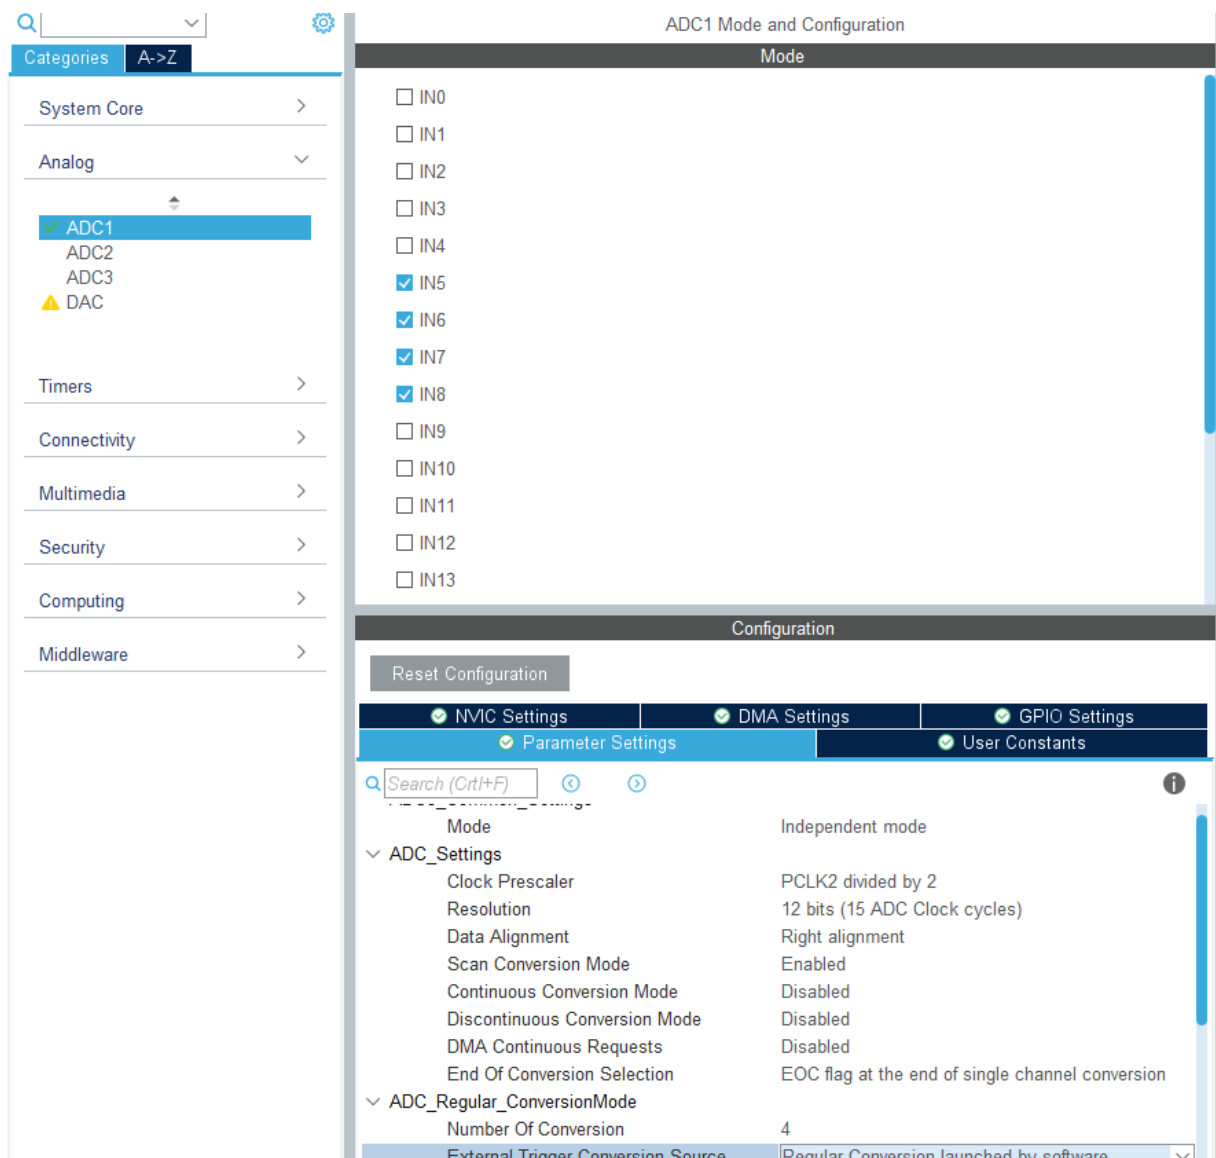 Categories
A->Z
System Core
Analog
ADC1
ADC2
ADC3
DAC
Timers
Connectivity
Multimedia
Security
Computing
Middleware
ADC1 Mode and Configuration
Mode
IN0
IN1
IN2
IN3
IN4
IN5
IN6
IN7
IN8
IN9
IN10
IN11
IN12
IN13
Configuration
Reset Configuration
NVIC Settings
DMA Settings
GPIO Settings
Parameter Settings
User Constants
Search (Crtl+F)
Mode Independent mode
ADC_Settings
Clock Prescaler PCLK2 divided by 2
Resolution 12 bits (15 ADC Clock cycles)
Data Alignment Right alignment
Scan Conversion Mode Enabled
Continuous Conversion Mode Disabled
Discontinuous Conversion Mode Disabled
DMA Continuous Requests Disabled
End Of Conversion Selection EOC flag at the end of single channel conversion
ADC_Regular_ConversionMode
Number Of Conversion 4
External Trigger Conversion Source Regular Conversion launched by software